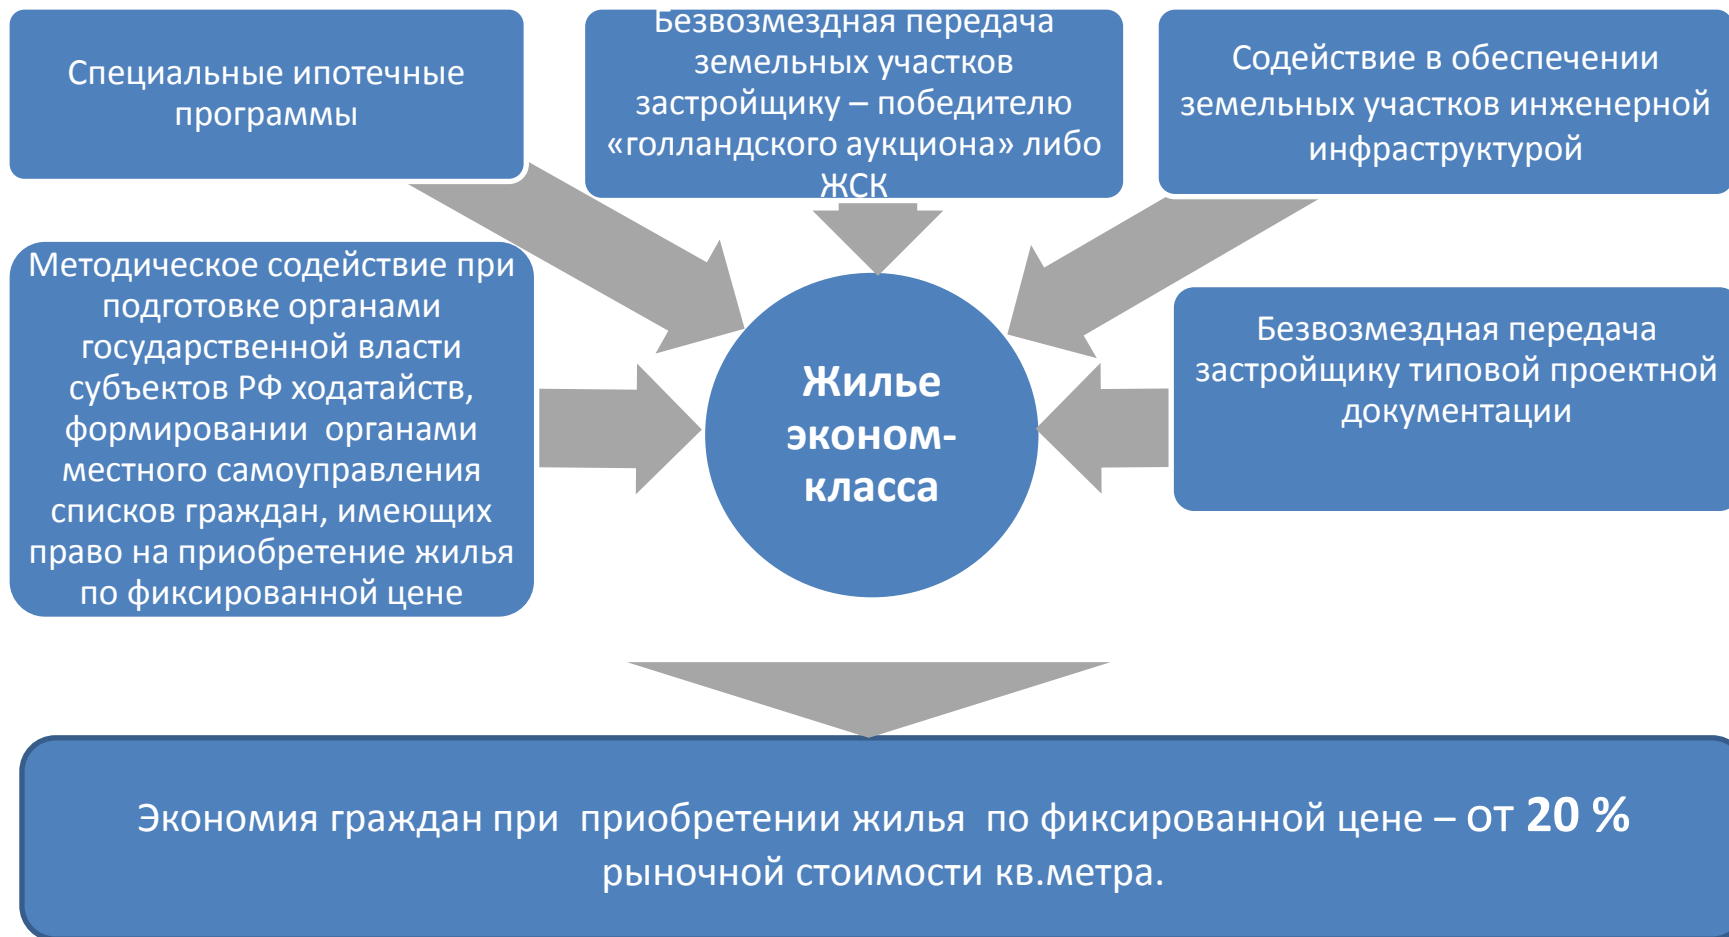 Специальные ипотечные
программы
Безвозмездная передача
земельных участков
застройщику – победителю
«голландского аукциона» либо
ЖСК
Содействие в обеспечении
земельных участков инженерной
инфраструктурой
Методическое содействие при
подготовке органами
государственной власти
субъектов РФ ходатайств,
формировании органами
местного самоуправления
списков граждан, имеющих
право на приобретение жилья
по фиксированной цене
Жилье
эконом-
класса
Безвозмездная передача
застройщику типовой проектной
документации
Экономия граждан при приобретении жилья по фиксированной цене – от 20 %
рыночной стоимости кв.метра.